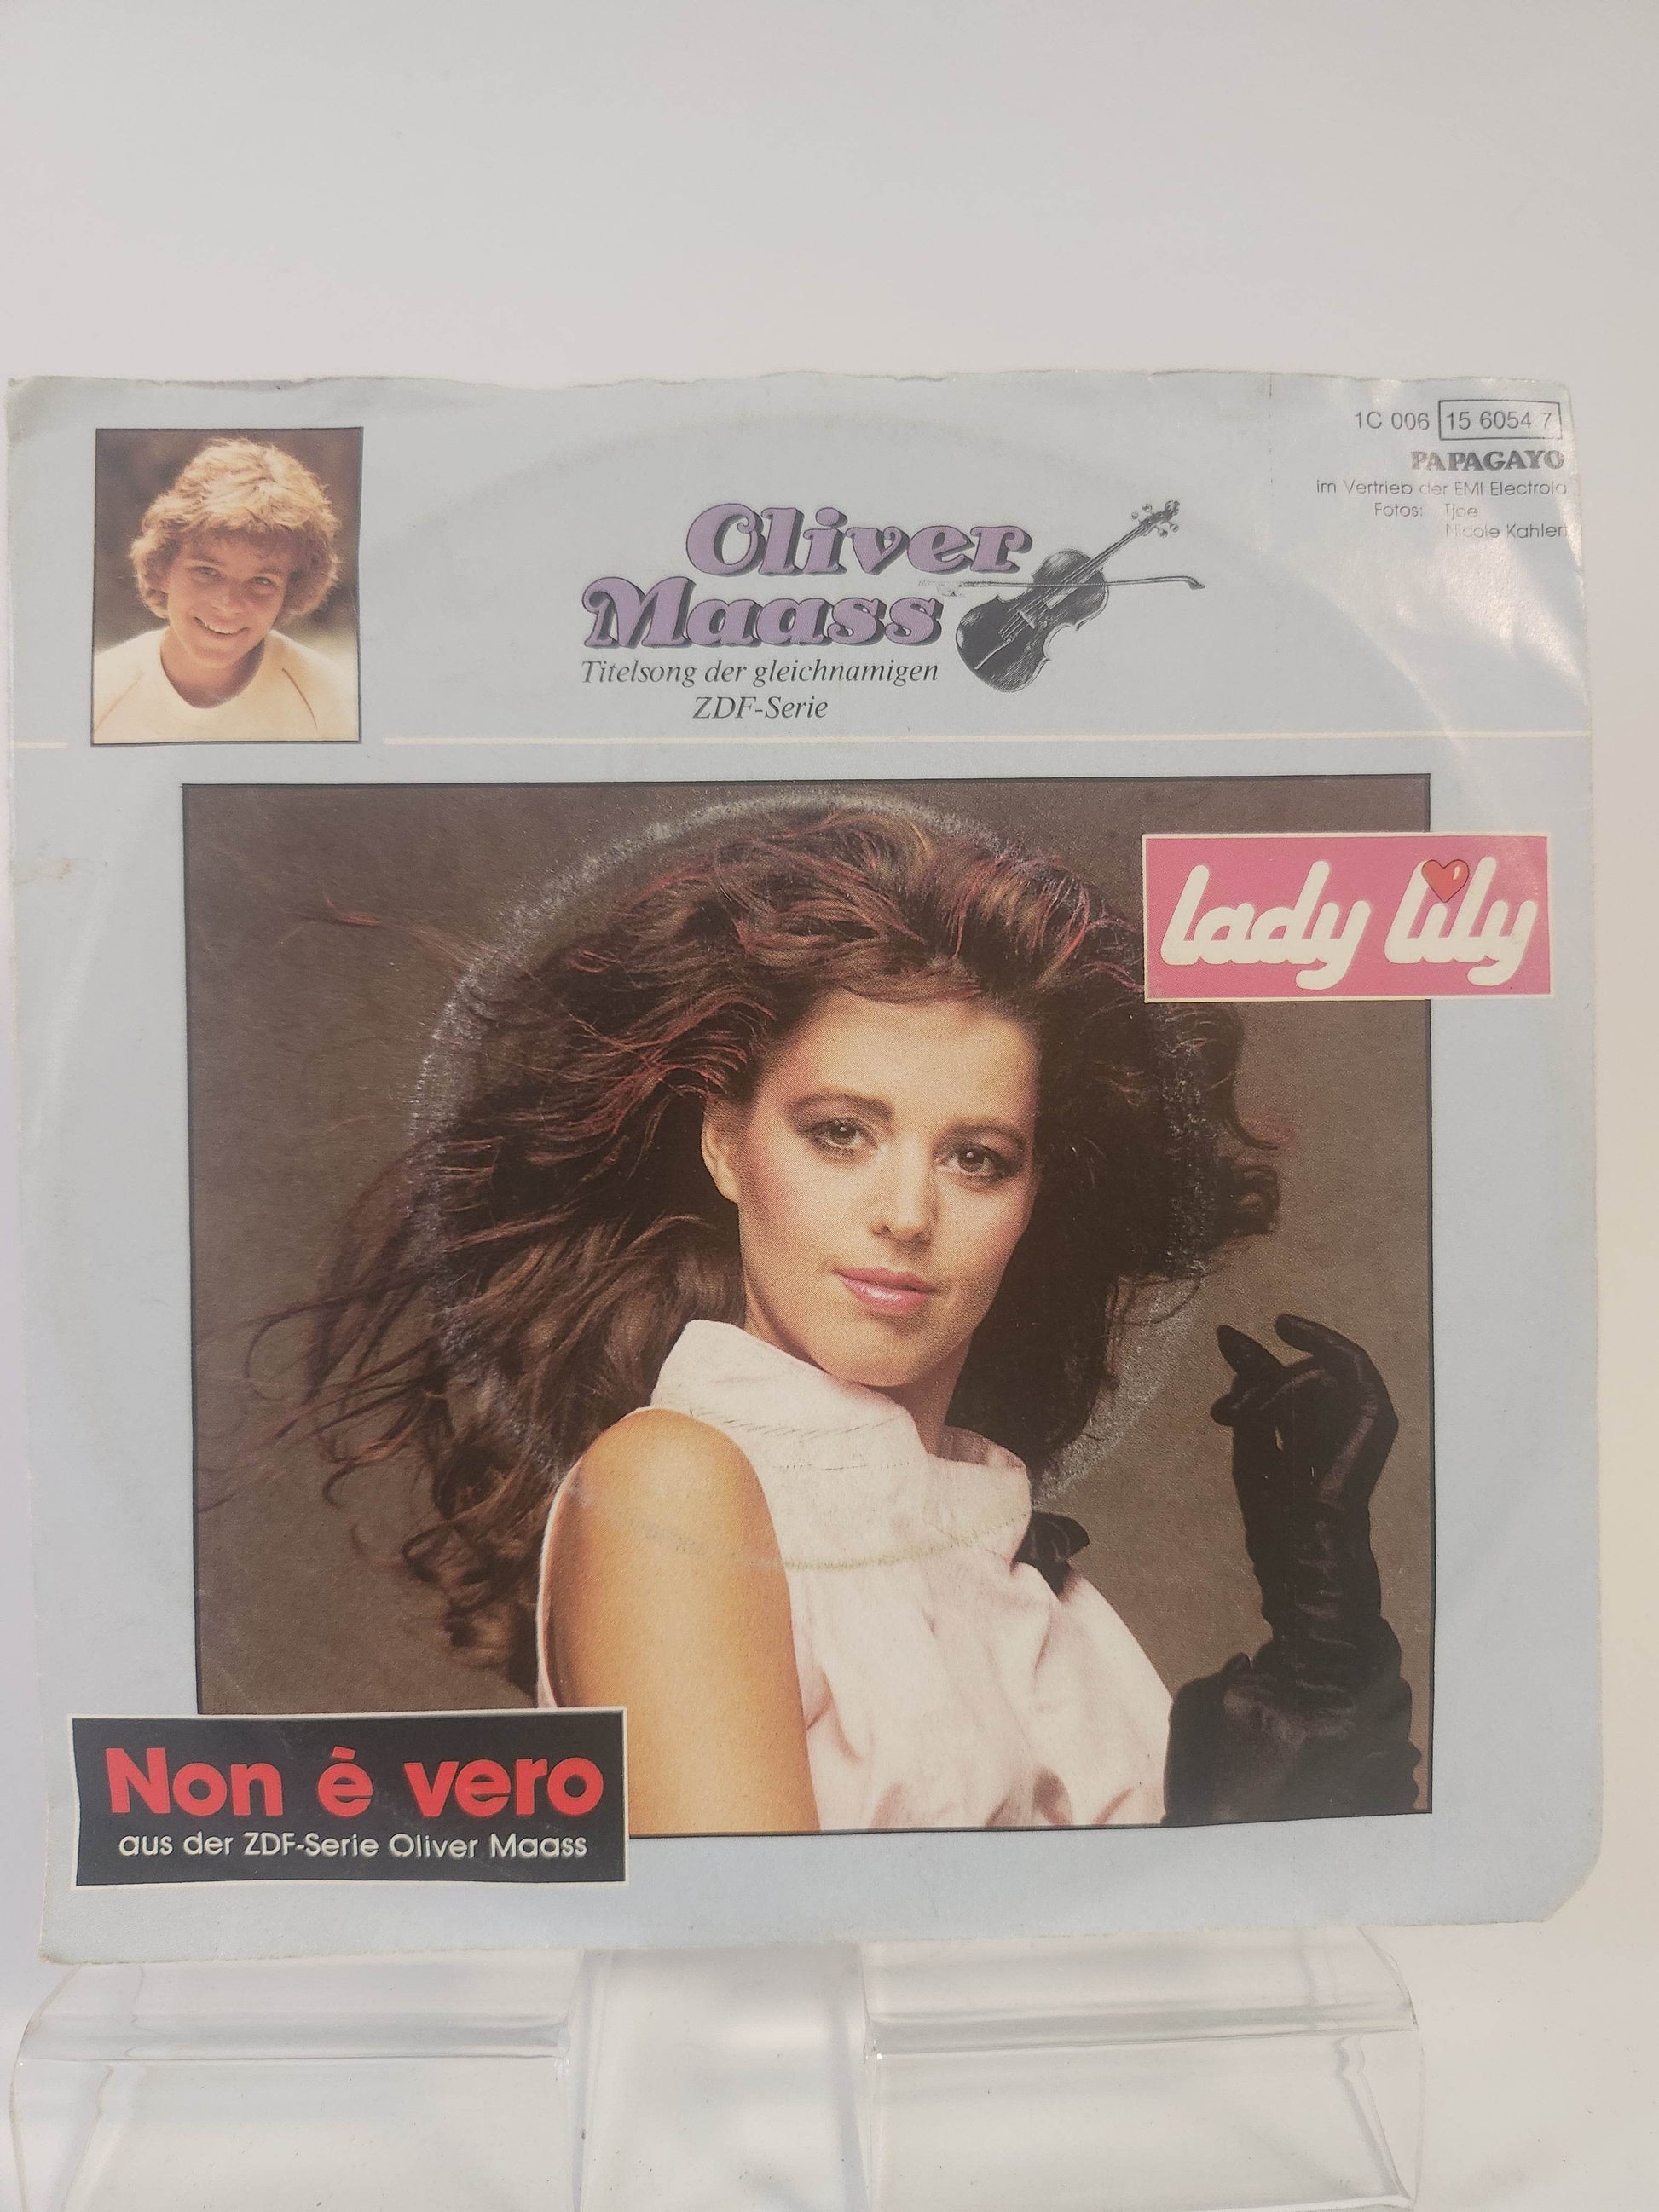 1C 006 15 6054 7
PAPAGAYO
im Vertrieb der EMI Electrola
Fotos: Tjoe
Nicole Kahlert
Oliver
Maass
Titelsong der gleichnamigen
ZDF-Serie
lady lily
Non è vero
aus der ZDF-Serie Oliver Maass